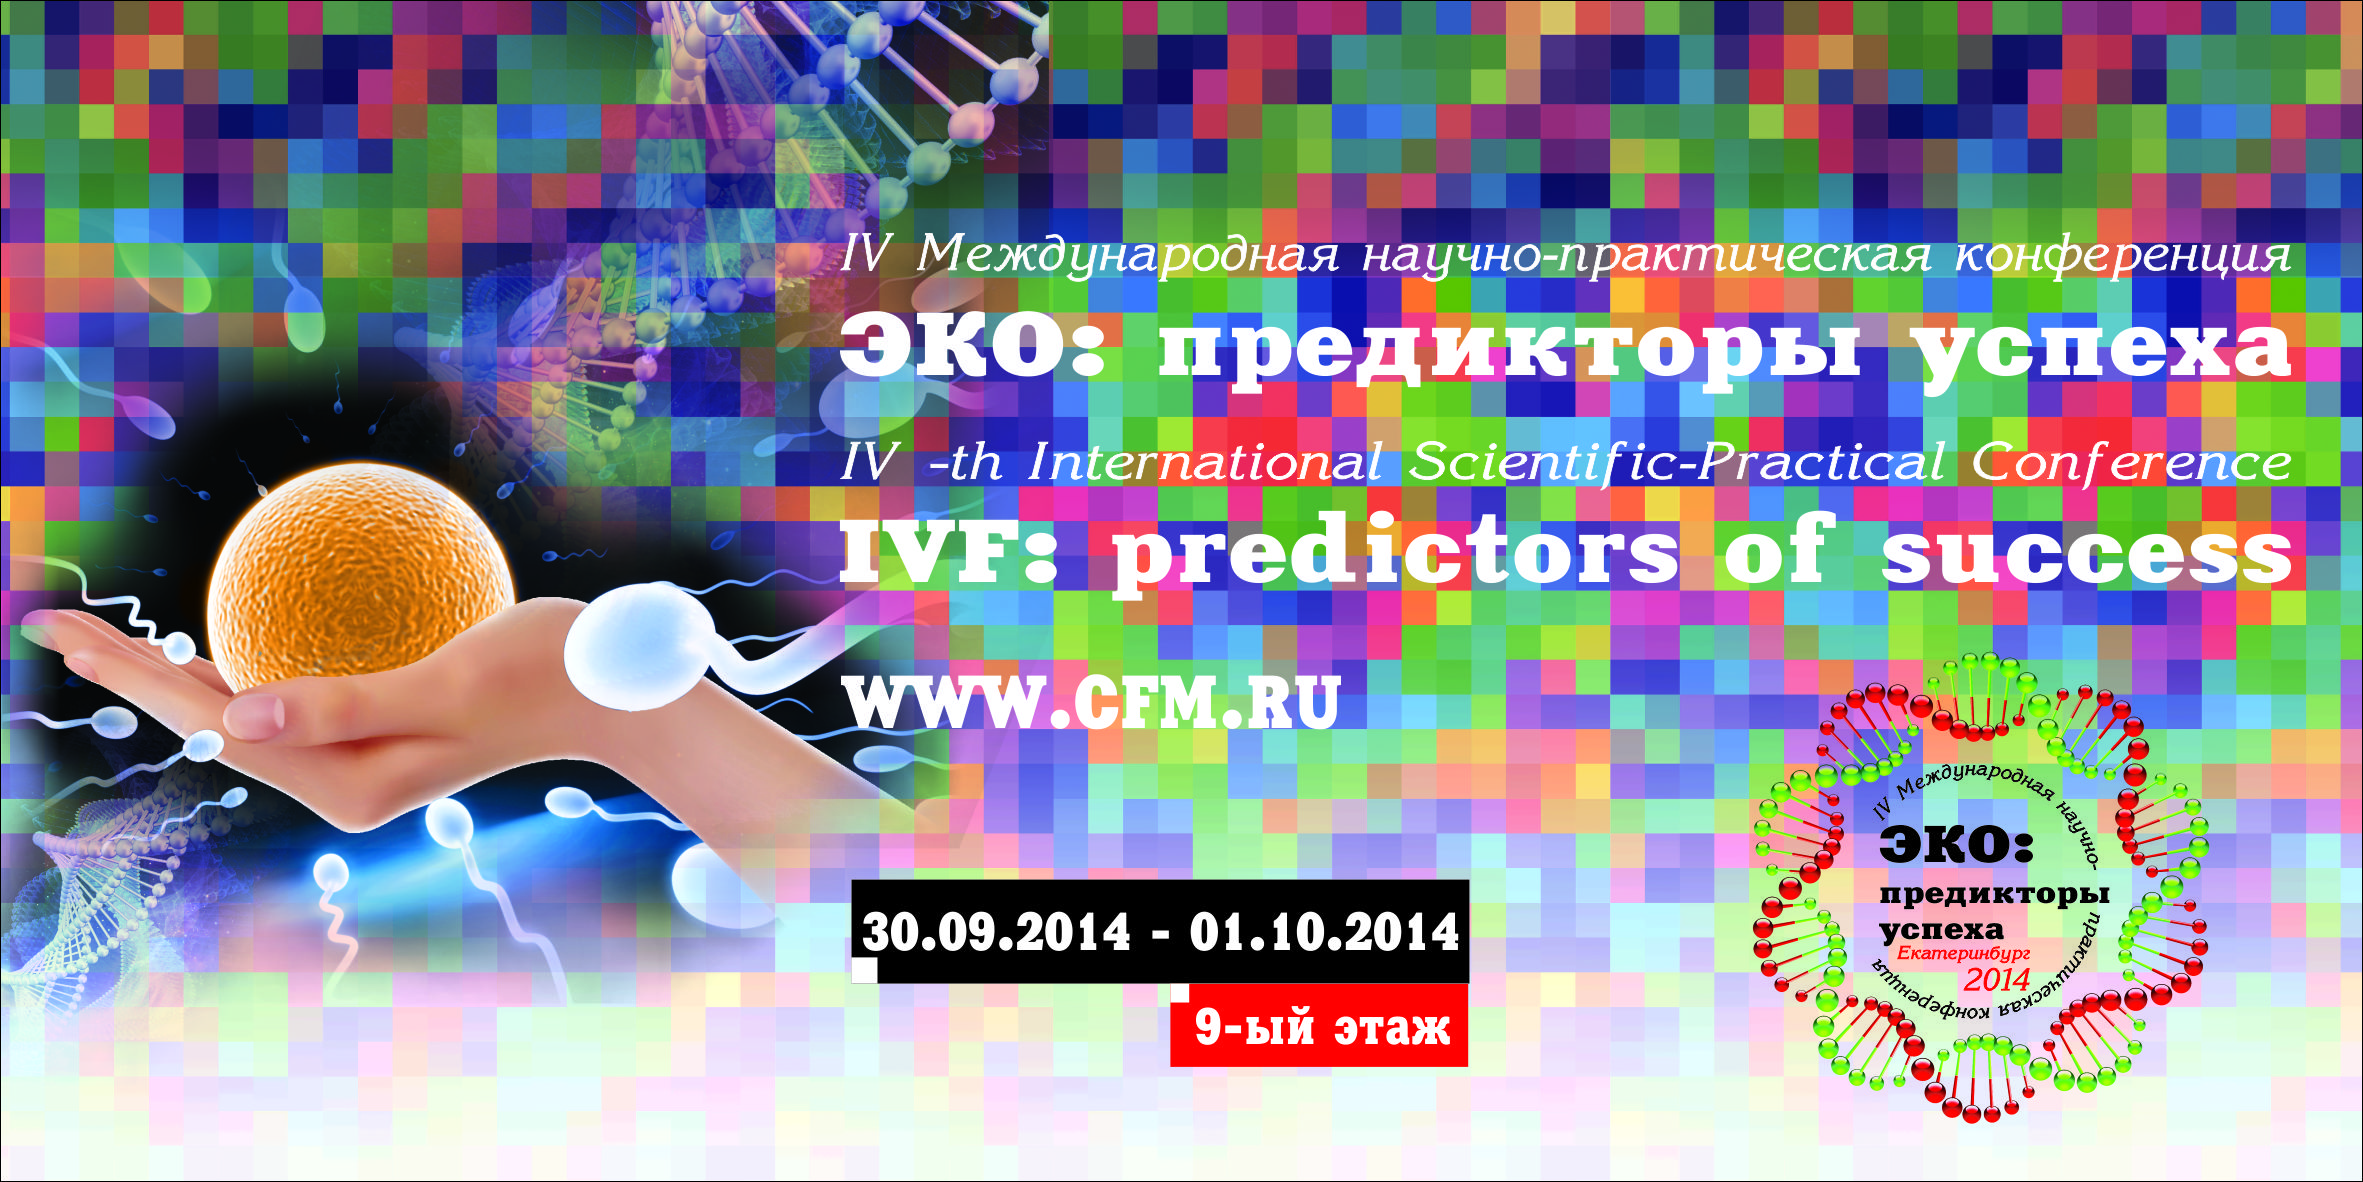 IV Международная научно-практическая конференция
ЭКО: предикторы успеха
IV -th International Scientific-Practical Conference
IVF: predictors of success
WWW.CFM.RU
30.09.2014 - 01.10.2014
9-ый этаж
IV Международная научно-
практическая конференция
ЭКО:
предикторы
успеха
Екатеринбург
2014